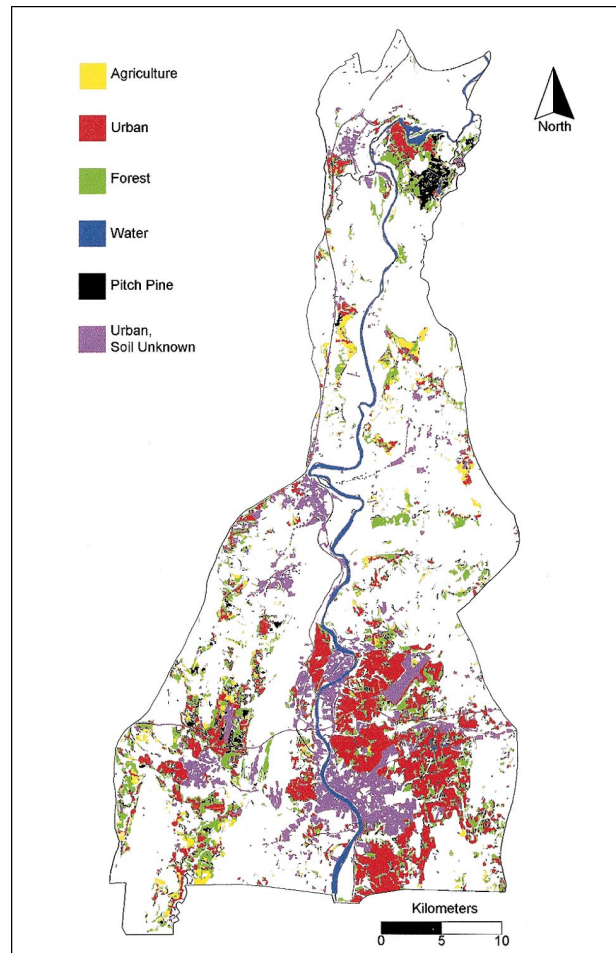 Agriculture
Urban
Forest
Water
Pitch Pine
Urban,
Soil Unknown
North
Kilometers
0 5 10